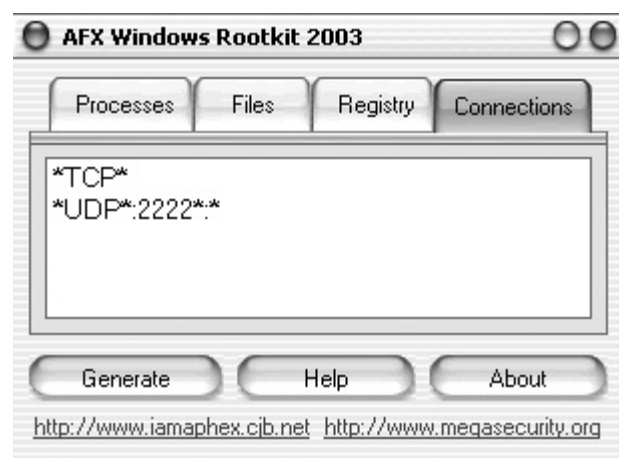 AFX Windows Rootkit 2003
Processes Files Registry Connections
*TCP*
*UDP*:2222*:*
Generate Help About
http://www.iamaphex.cjb.net http://www.megasecurity.org